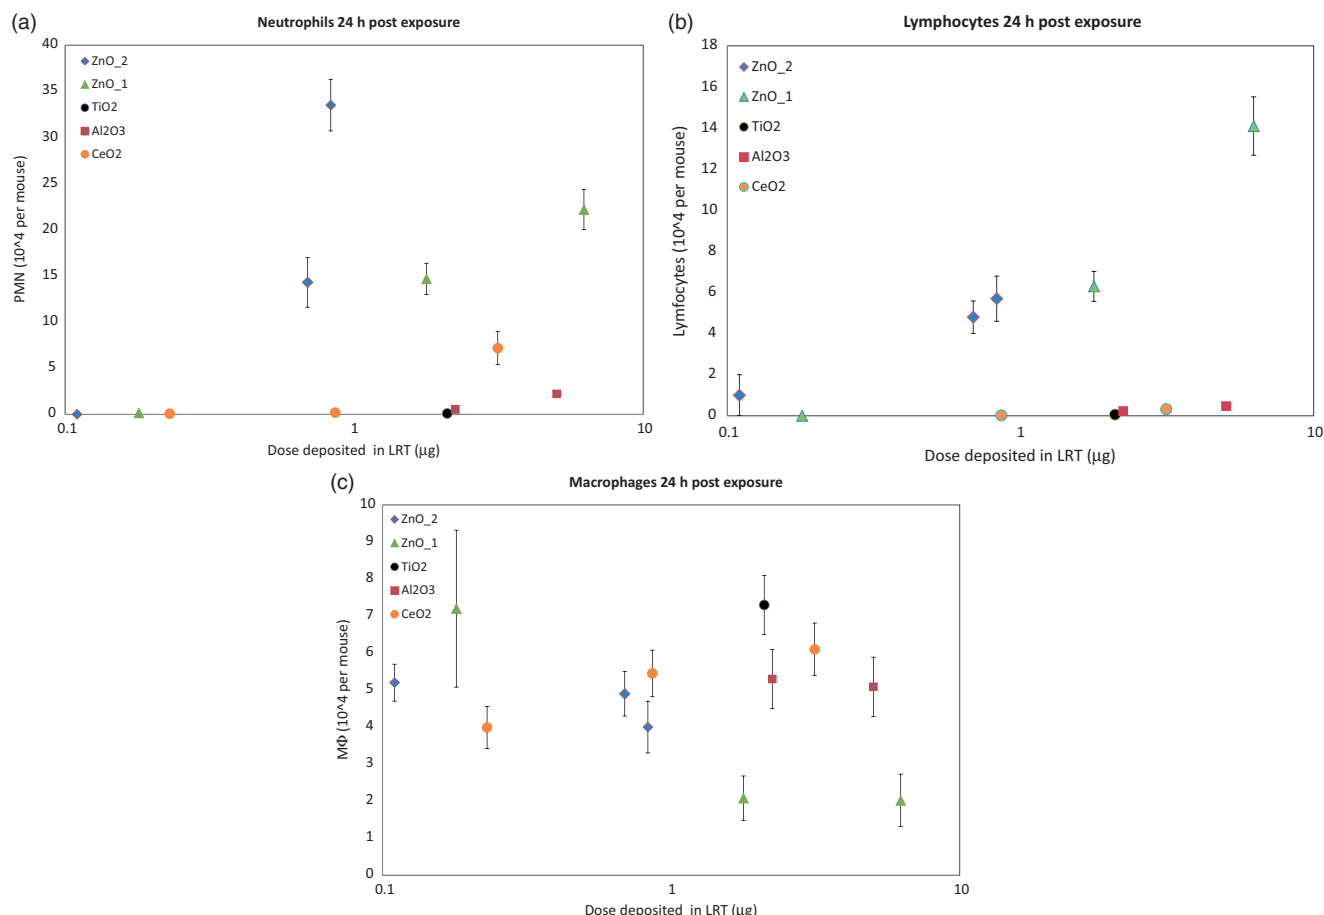 (a)
Neutrophils 24 h post exposure
40
35
30
25
20
15
10
5
0
PMN (10^4 per mouse)
ZnO_2
ZnO_1
TiO2
Al2O3
CeO2
0.1
1
10
Dose deposited in LRT (µg)
(b)
Lymphocytes 24 h post exposure
18
16
14
12
10
8
6
4
2
0
Lymfocytes (10^4 per mouse)
ZnO_2
ZnO_1
TiO2
Al2O3
CeO2
0.1
1
10
Dose deposited in LRT (µg)
(c)
Macrophages 24 h post exposure
10
9
8
7
6
5
4
3
2
1
0
MΦ (10^4 per mouse)
ZnO_2
ZnO_1
TiO2
Al2O3
CeO2
0.1
1
10
Dose deposited in LRT (µg)